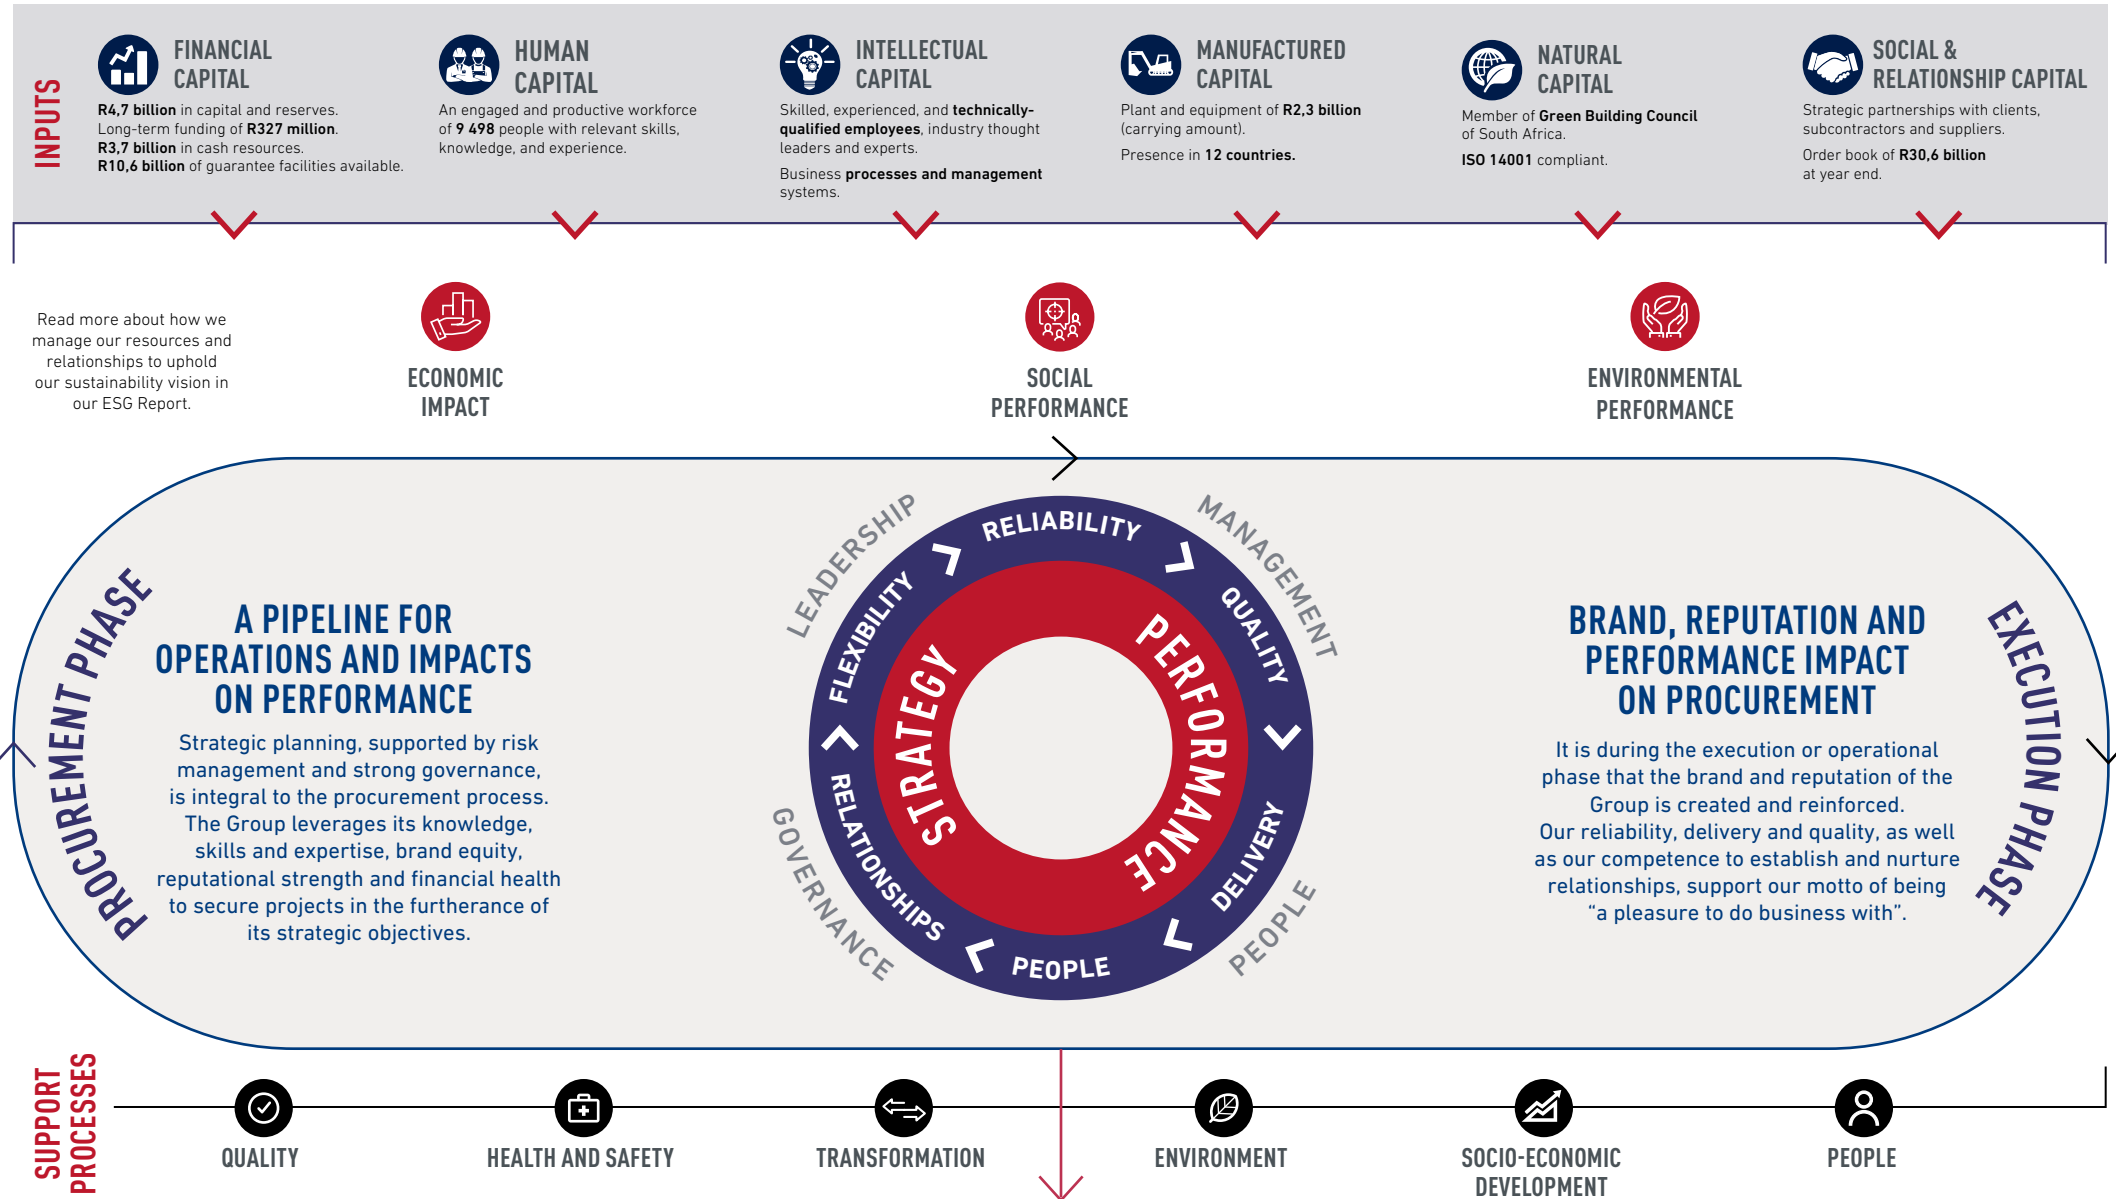 INPUTS
FINANCIAL
CAPITAL
R4,7 billion in capital and reserves.
Long-term funding of R327 million.
R3,7 billion in cash resources.
R10,6 billion of guarantee facilities available.
HUMAN
CAPITAL
An engaged and productive workforce
of 9 498 people with relevant skills,
knowledge, and experience.
INTELLECTUAL
CAPITAL
Skilled, experienced, and technically-
qualified employees, industry thought
leaders and experts.
Business processes and management
systems.
MANUFACTURED
CAPITAL
Plant and equipment of R2,3 billion
(carrying amount).
Presence in 12 countries.
NATURAL
CAPITAL
Member of Green Building Council
of South Africa.
ISO 14001 compliant.
SOCIAL &
RELATIONSHIP CAPITAL
Strategic partnerships with clients,
subcontractors and suppliers.
Order book of R30,6 billion
at year end.
Read more about how we
manage our resources and
relationships to uphold
our sustainability vision in
our ESG Report.
ECONOMIC
IMPACT
SOCIAL
PERFORMANCE
ENVIRONMENTAL
PERFORMANCE
PROCUREMENT PHASE
A PIPELINE FOR
OPERATIONS AND IMPACTS
ON PERFORMANCE
Strategic planning, supported by risk
management and strong governance,
is integral to the procurement process.
The Group leverages its knowledge,
skills and expertise, brand equity,
reputational strength and financial health
to secure projects in the furtherance of
its strategic objectives.
LEADERSHIP
MANAGEMENT
GOVERNANCE
PEOPLE
RELIABILITY
QUALITY
DELIVERY
PEOPLE
RELATIONSHIPS
FLEXIBILITY
STRATEGY
PERFORMANCE
BRAND, REPUTATION AND
PERFORMANCE IMPACT
ON PROCUREMENT
It is during the execution or operational
phase that the brand and reputation of the
Group is created and reinforced.
Our reliability, delivery and quality, as well
as our competence to establish and nurture
relationships, support our motto of being
“a pleasure to do business with”.
EXECUTION PHASE
SUPPORT
PROCESSES
QUALITY
HEALTH AND SAFETY
TRANSFORMATION
ENVIRONMENT
SOCIO-ECONOMIC
DEVELOPMENT
PEOPLE